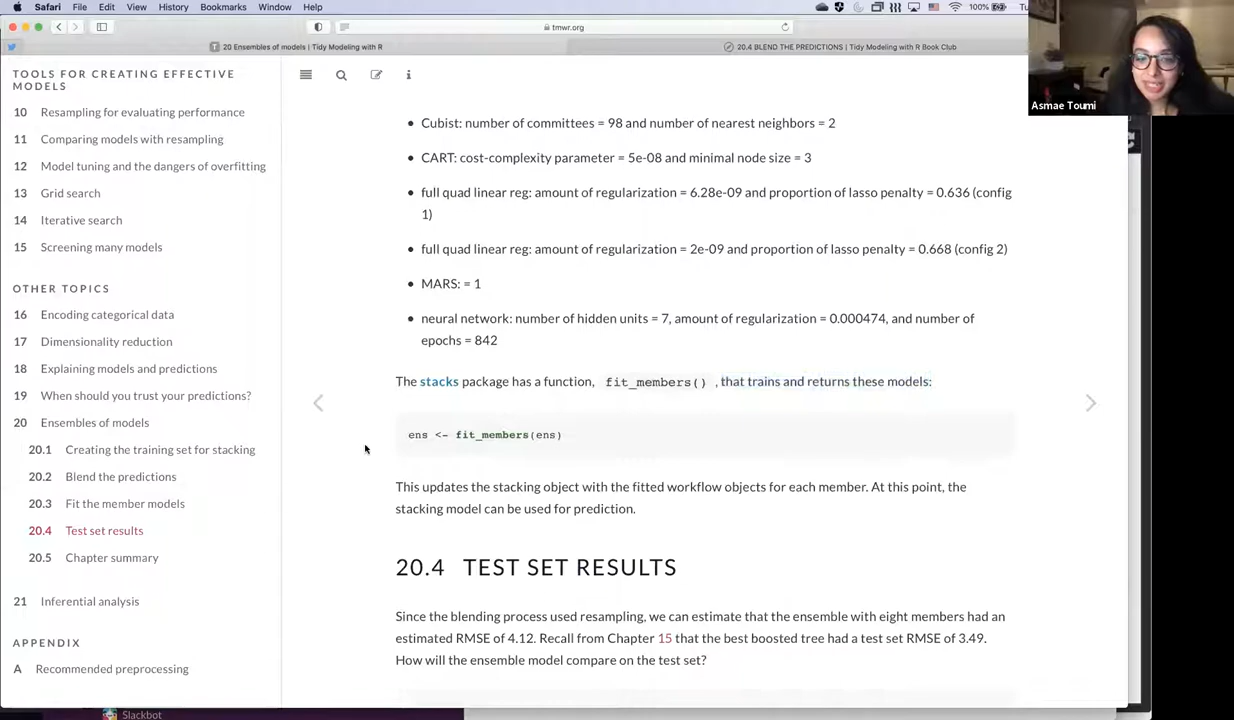 Safari File Edit View History Bookmarks Window Help 100% Tu
tmwr.org
20 Ensembles of models | Tidy Modeling with R
20.4 BLEND THE PREDICTIONS | Tidy Modeling with R Book Club
Asmae Toumi
TOOLS FOR CREATING EFFECTIVE
MODELS
10 Resampling for evaluating performance
11 Comparing models with resampling
12 Model tuning and the dangers of overfitting
13 Grid search
14 Iterative search
15 Screening many models
OTHER TOPICS
16 Encoding categorical data
17 Dimensionality reduction
18 Explaining models and predictions
19 When should you trust your predictions?
20 Ensembles of models
20.1 Creating the training set for stacking
20.2 Blend the predictions
20.3 Fit the member models
20.4 Test set results
20.5 Chapter summary
21 Inferential analysis
APPENDIX
A Recommended preprocessing
• Cubist: number of committees = 98 and number of nearest neighbors = 2
• CART: cost-complexity parameter = 5e-08 and minimal node size = 3
• full quad linear reg: amount of regularization = 6.28e-09 and proportion of lasso penalty = 0.636 (config
1)
• full quad linear reg: amount of regularization = 2e-09 and proportion of lasso penalty = 0.668 (config 2)
• MARS: = 1
• neural network: number of hidden units = 7, amount of regularization = 0.000474, and number of
epochs = 842
The stacks package has a function, fit_members() , that trains and returns these models:
ens <- fit_members(ens)
This updates the stacking object with the fitted workflow objects for each member. At this point, the
stacking model can be used for prediction.
20.4 TEST SET RESULTS
Since the blending process used resampling, we can estimate that the ensemble with eight members had an
estimated RMSE of 4.12. Recall from Chapter 15 that the best boosted tree had a test set RMSE of 3.49.
How will the ensemble model compare on the test set?
Slackbot